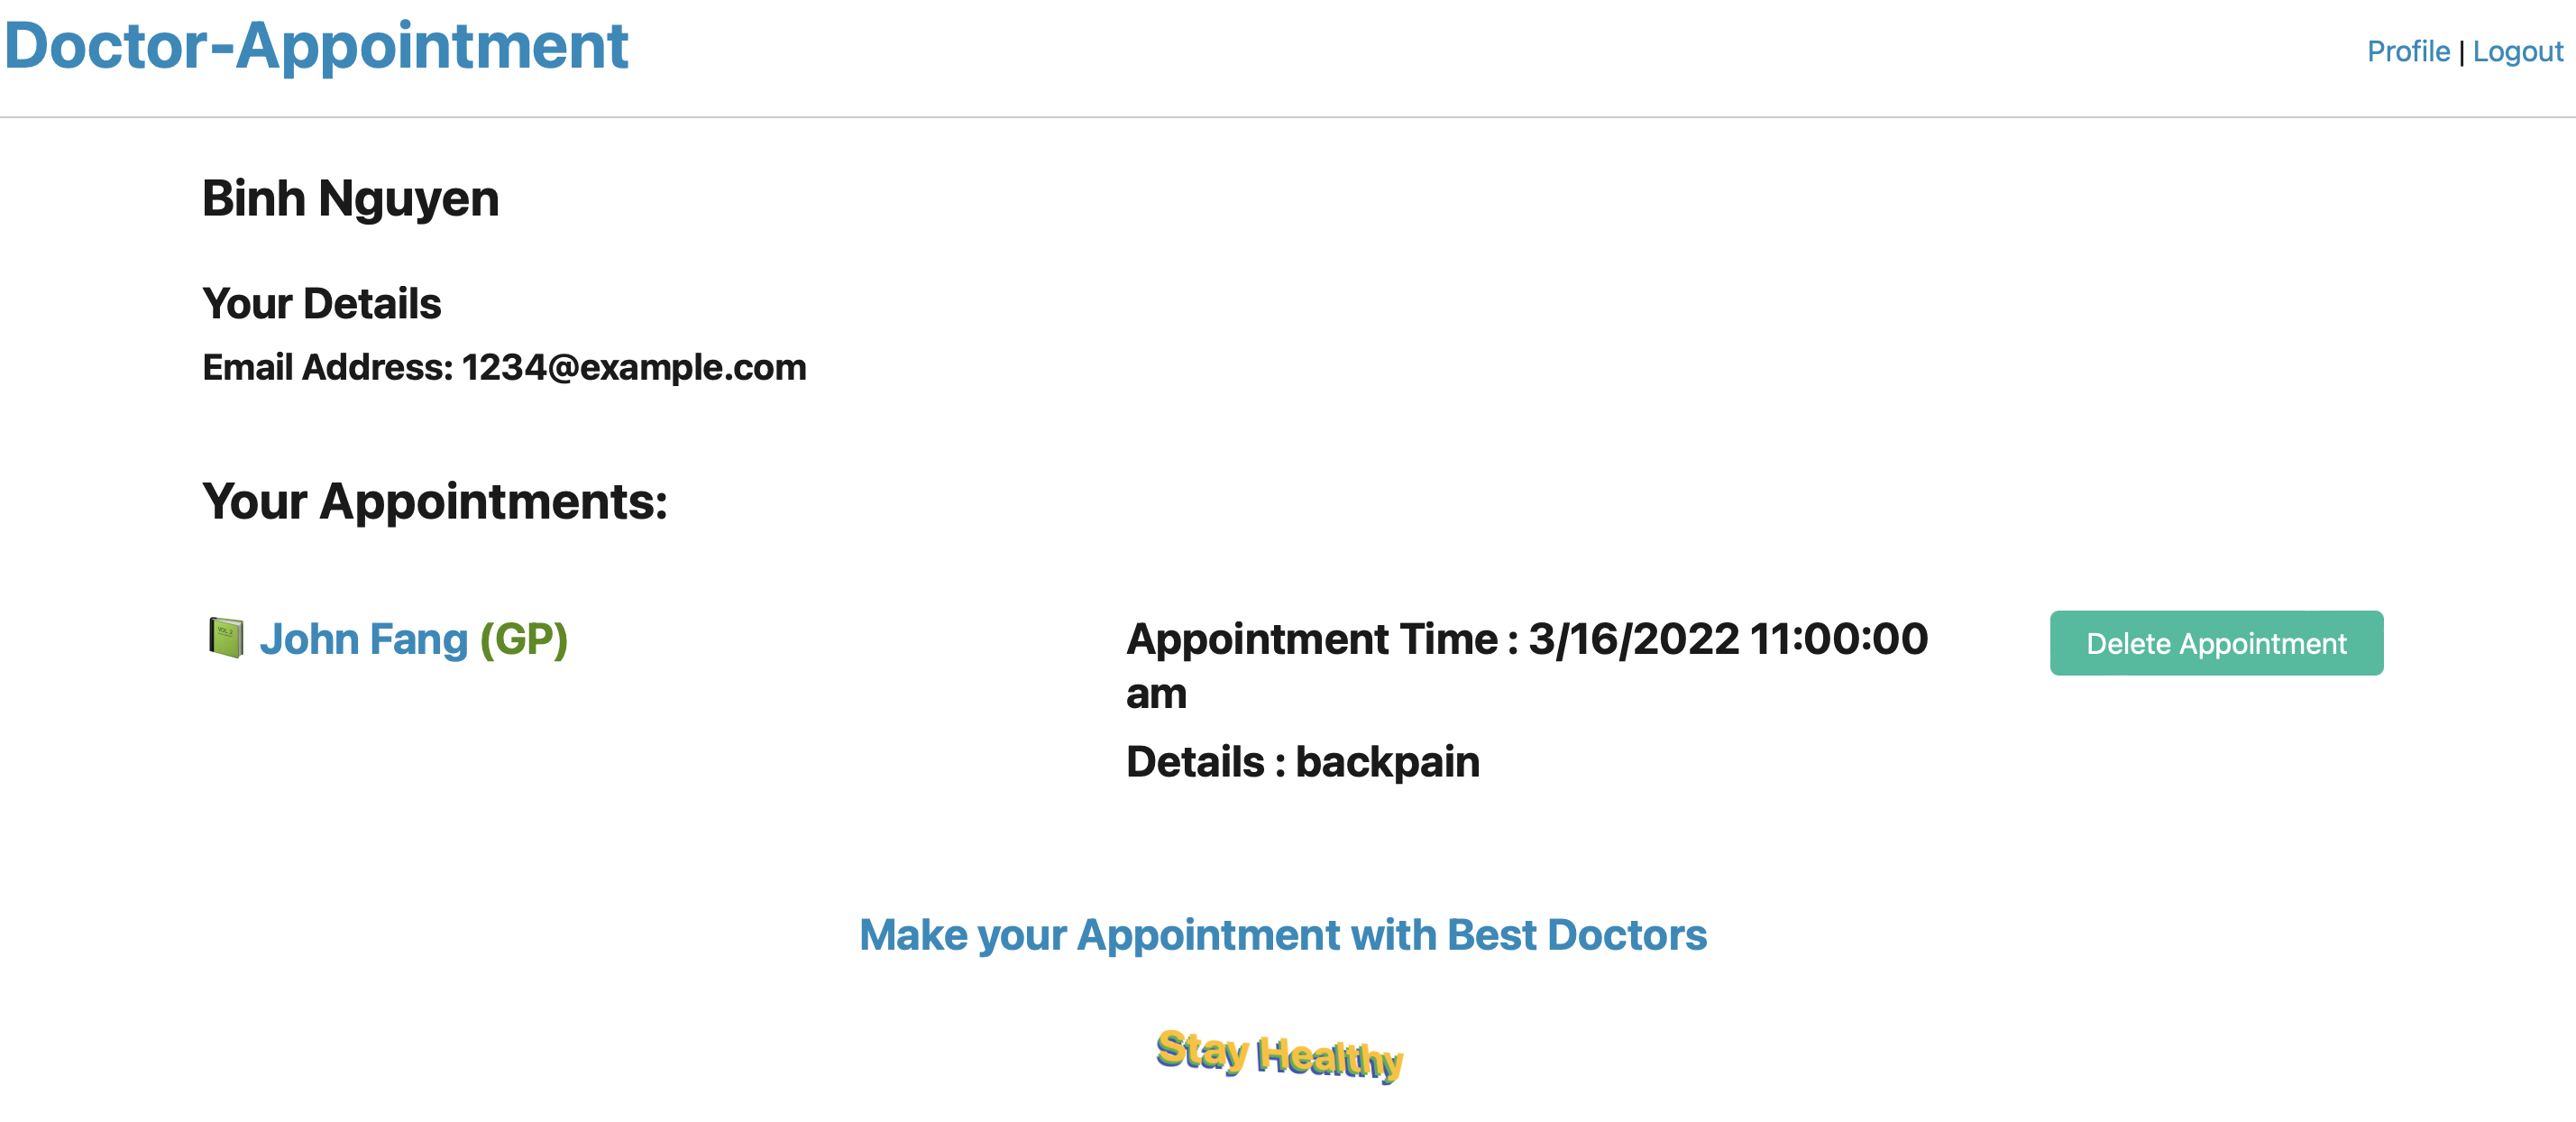 Doctor-Appointment
Profile | Logout
Binh Nguyen
Your Details
Email Address: 1234@example.com
Your Appointments:
John Fang (GP)
Appointment Time : 3/16/2022 11:00:00
am
Details : backpain
Delete Appointment
Make your Appointment with Best Doctors
Stay Healthy